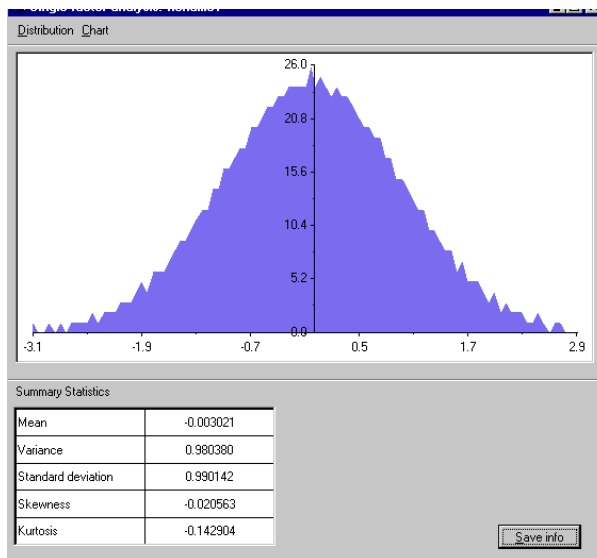 Distribution Chart
26.0
20.8
15.6
10.4
5.2
0.0
-3.1 -1.9 -0.7 0.5 1.7 2.9
Summary Statistics
Mean -0.003021
Variance 0.980380
Standard deviation 0.990142
Skewness -0.020563
Kurtosis -0.142904
Save info